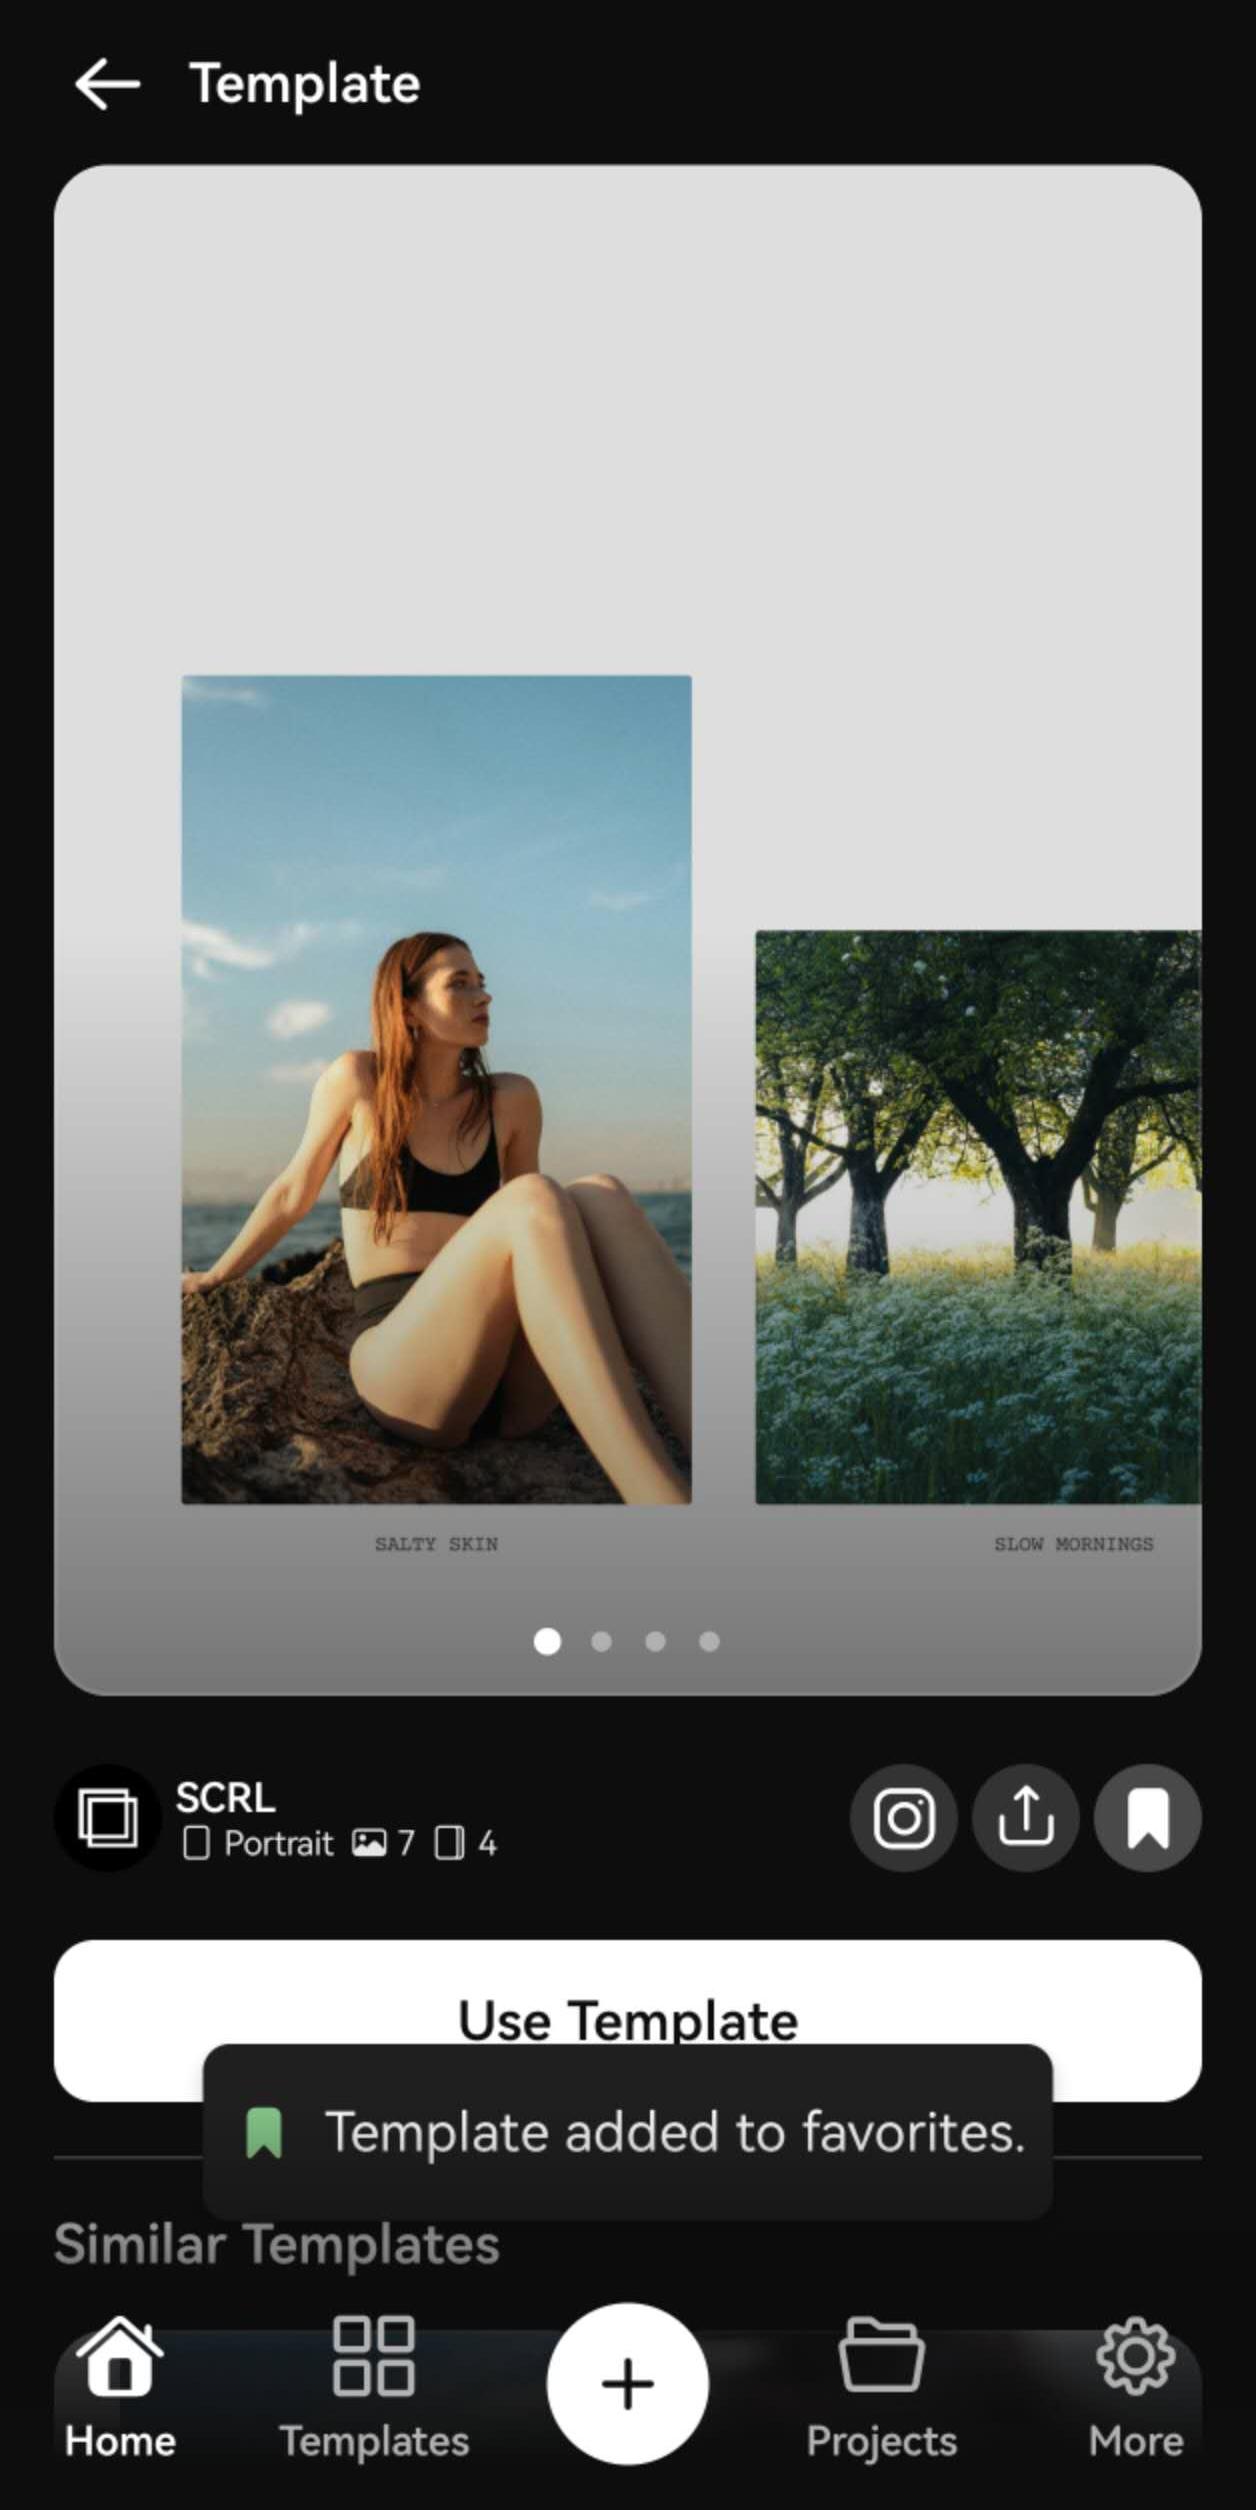 Template
SALTY SKIN
SLOW MORNINGS
SCRL
Portrait 7 4
Use Template
Template added to favorites.
Similar Templates
Home Templates Projects More